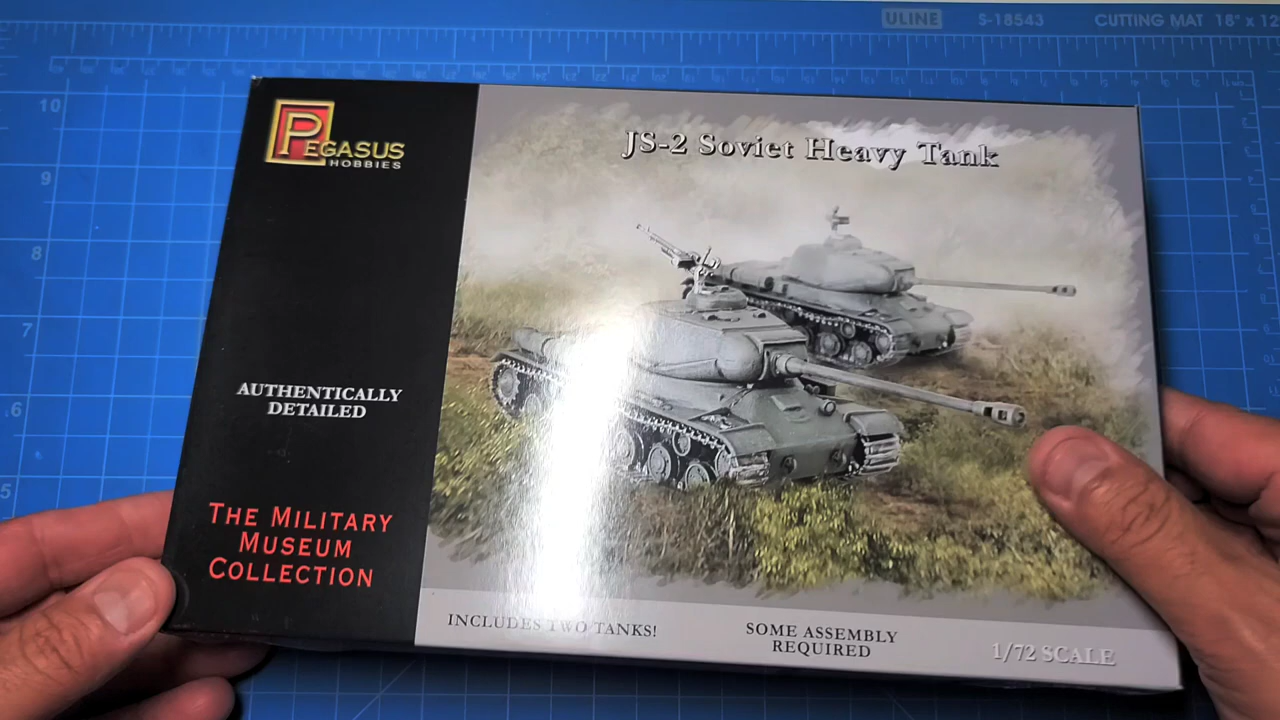 ULINE S-18543 CUTTING MAT 18" x 12
10
9
8
7
6
5
PEGASUS
HOBBIES
JS-2 Soviet Heavy Tank
AUTHENTICALLY
DETAILED
THE MILITARY
MUSEUM
COLLECTION
INCLUDES TWO TANKS!
SOME ASSEMBLY
REQUIRED
1/72 SCALE